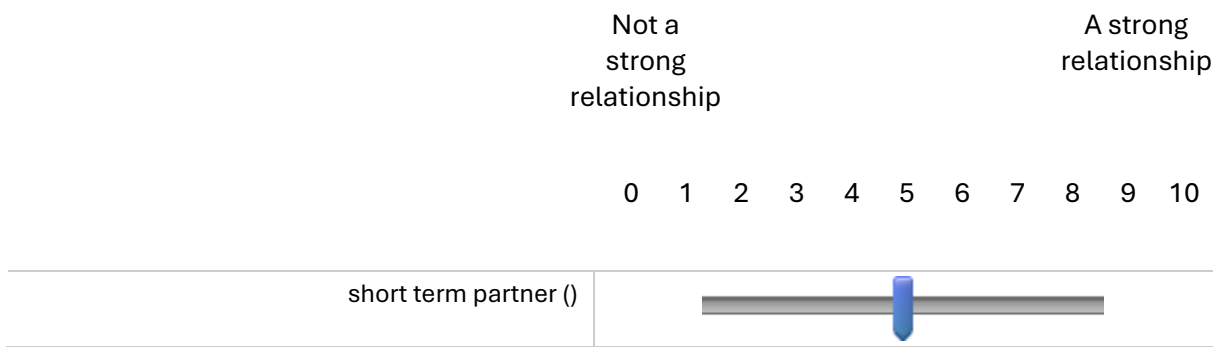 Not a
strong
relationship
A strong
relationship
0 1 2 3 4 5 6 7 8 9 10
short term partner ()